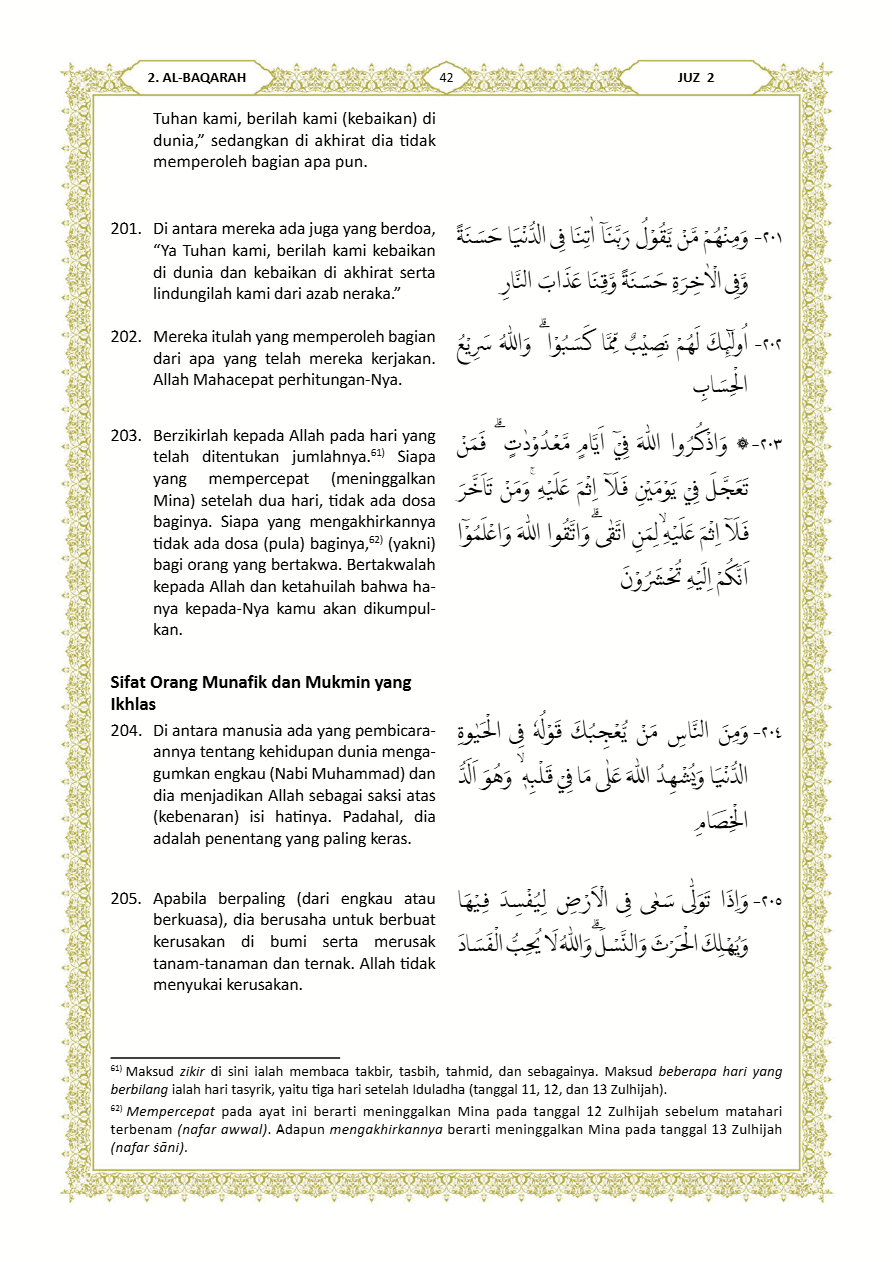 2. AL-BAQARAH
42
JUZ 2
Tuhan kami, berilah kami (kebaikan) di
dunia,” sedangkan di akhirat dia tidak
memperoleh bagian apa pun.
201. Di antara mereka ada juga yang berdoa,
“Ya Tuhan kami, berilah kami kebaikan
di dunia dan kebaikan di akhirat serta
lindungilah kami dari azab neraka.”
٢٠١- وَمِنْهُمْ مَّنْ يَّقُوْلُ رَبَّنَآ اٰتِنَا فِى الدُّنْيَا حَسَنَةً
وَّفِى الْاٰخِرَةِ حَسَنَةً وَّقِنَا عَذَابَ النَّارِ
202. Mereka itulah yang memperoleh bagian
dari apa yang telah mereka kerjakan.
Allah Mahacepat perhitungan-Nya.
٢٠٢- اُولٰۤىِٕكَ لَهُمْ نَصِيْبٌ مِّمَّا كَسَبُوْا ۗ وَاللّٰهُ سَرِيْعُ
الْحِسَابِ
203. Berzikirlah kepada Allah pada hari yang
telah ditentukan jumlahnya.61) Siapa
yang mempercepat (meninggalkan
Mina) setelah dua hari, tidak ada dosa
baginya. Siapa yang mengakhirkannya
tidak ada dosa (pula) baginya,62) (yakni)
bagi orang yang bertakwa. Bertakwalah
kepada Allah dan ketahuilah bahwa ha-
nya kepada-Nya kamu akan dikumpul-
kan.
٢٠٣- ۞ وَاذْكُرُوا اللّٰهَ فِيْٓ اَيَّامٍ مَّعْدُوْدٰتٍ ۗ فَمَنْ
تَعَجَّلَ فِيْ يَوْمَيْنِ فَلَآ اِثْمَ عَلَيْهِ ۚوَمَنْ تَاَخَّرَ
فَلَآ اِثْمَ عَلَيْهِ ۙلِمَنِ اتَّقٰىۗ وَاتَّقُوا اللّٰهَ وَاعْلَمُوْٓا
اَنَّكُمْ اِلَيْهِ تُحْشَرُوْنَ
Sifat Orang Munafik dan Mukmin yang
Ikhlas
204. Di antara manusia ada yang pembicara-
annya tentang kehidupan dunia menga-
gumkan engkau (Nabi Muhammad) dan
dia menjadikan Allah sebagai saksi atas
(kebenaran) isi hatinya. Padahal, dia
adalah penentang yang paling keras.
٢٠٤- وَمِنَ النَّاسِ مَنْ يُّعْجِبُكَ قَوْلُهٗ فِى الْحَيٰوةِ
الدُّنْيَا وَيُشْهِدُ اللّٰهَ عَلٰى مَا فِيْ قَلْبِهٖ ۙ وَهُوَ اَلَدُّ
الْخِصَامِ
205. Apabila berpaling (dari engkau atau
berkuasa), dia berusaha untuk berbuat
kerusakan di bumi serta merusak
tanam-tanaman dan ternak. Allah tidak
menyukai kerusakan.
٢٠٥- وَاِذَا تَوَلّٰى سَعٰى فِى الْاَرْضِ لِيُفْسِدَ فِيْهَا
وَيُهْلِكَ الْحَرْثَ وَالنَّسْلَ ۗ وَاللّٰهُ لَا يُحِبُّ الْفَسَادَ
61) Maksud zikir di sini ialah membaca takbir, tasbih, tahmid, dan sebagainya. Maksud beberapa hari yang
berbilang ialah hari tasyrik, yaitu tiga hari setelah Iduladha (tanggal 11, 12, dan 13 Zulhijah).
62) Mempercepat pada ayat ini berarti meninggalkan Mina pada tanggal 12 Zulhijah sebelum matahari
terbenam (nafar awwal). Adapun mengakhirkannya berarti meninggalkan Mina pada tanggal 13 Zulhijah
(nafar ṡāni).